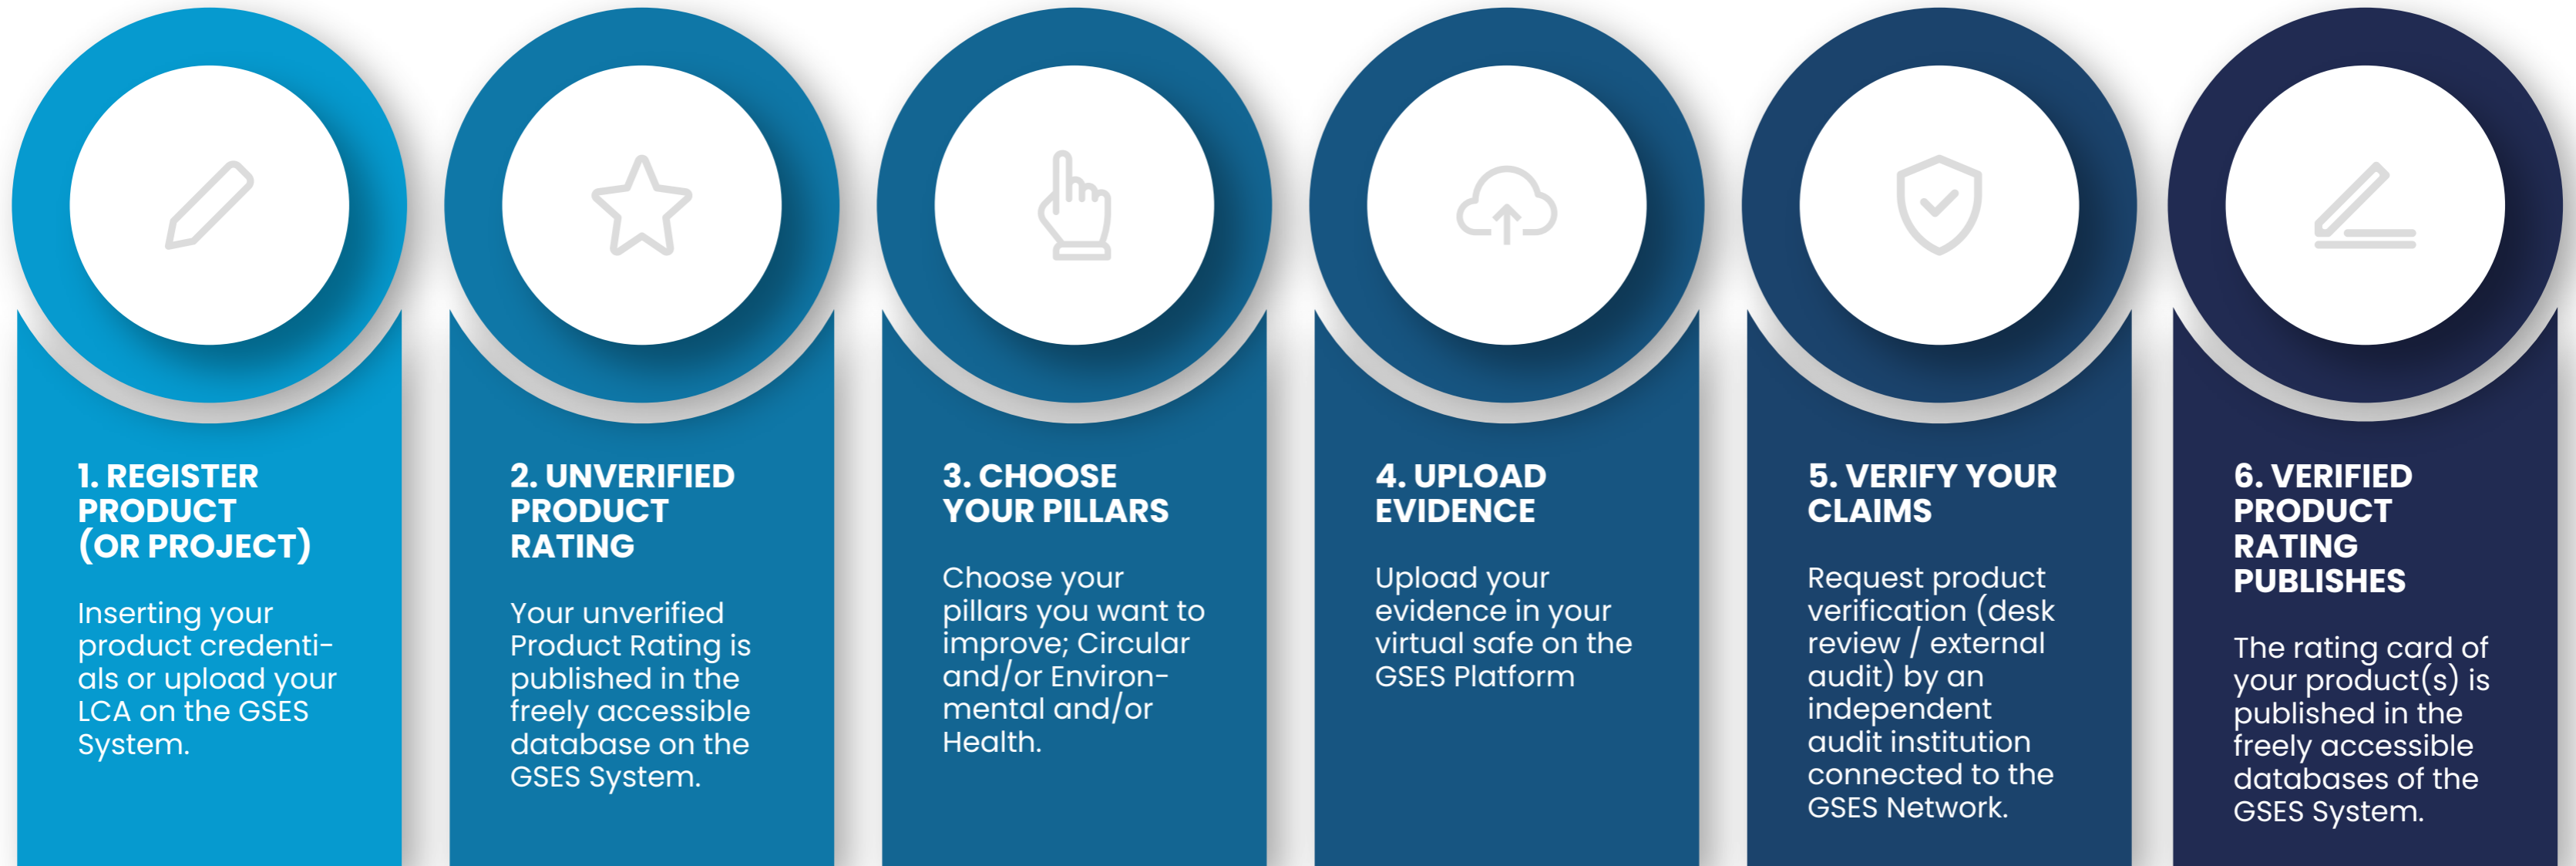 1. REGISTER
PRODUCT
(OR PROJECT)
Inserting your
product credenti-
als or upload your
LCA on the GSES
System.
2. UNVERIFIED
PRODUCT
RATING
Your unverified
Product Rating is
published in the
freely accessible
database on the
GSES System.
3. CHOOSE
YOUR PILLARS
Choose your
pillars you want to
improve; Circular
and/or Environ-
mental and/or
Health.
4. UPLOAD
EVIDENCE
Upload your
evidence in your
virtual safe on the
GSES Platform
5. VERIFY YOUR
CLAIMS
Request product
verification (desk
review / external
audit) by an
independent
audit institution
connected to the
GSES Network.
6. VERIFIED
PRODUCT
RATING
PUBLISHES
The rating card of
your product(s) is
published in the
freely accessible
databases of the
GSES System.